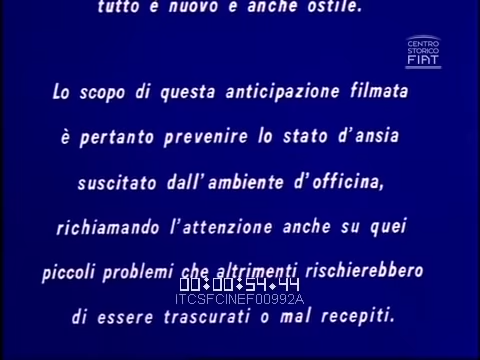 tutto è nuovo e anche ostile.
CENTRO
STORICO
FIAT
Lo scopo di questa anticipazione filmata
è pertanto prevenire lo stato d'ansia
suscitato dall'ambiente d'officina,
richiamando l'attenzione anche su quei
piccoli problemi che altrimenti rischierebbero
00:00:54:44
ITCSFCINEF00992A
di essere trascurati o mal recepiti.